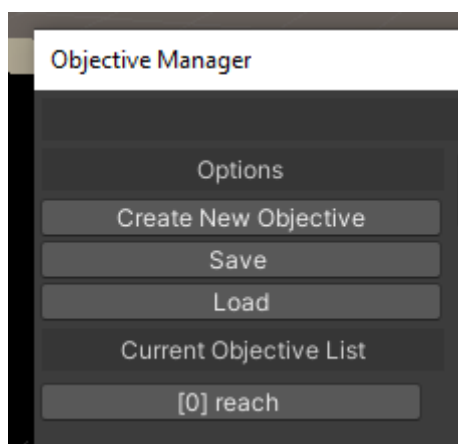 Objective Manager
Options
Create New Objective
Save
Load
Current Objective List
[0] reach